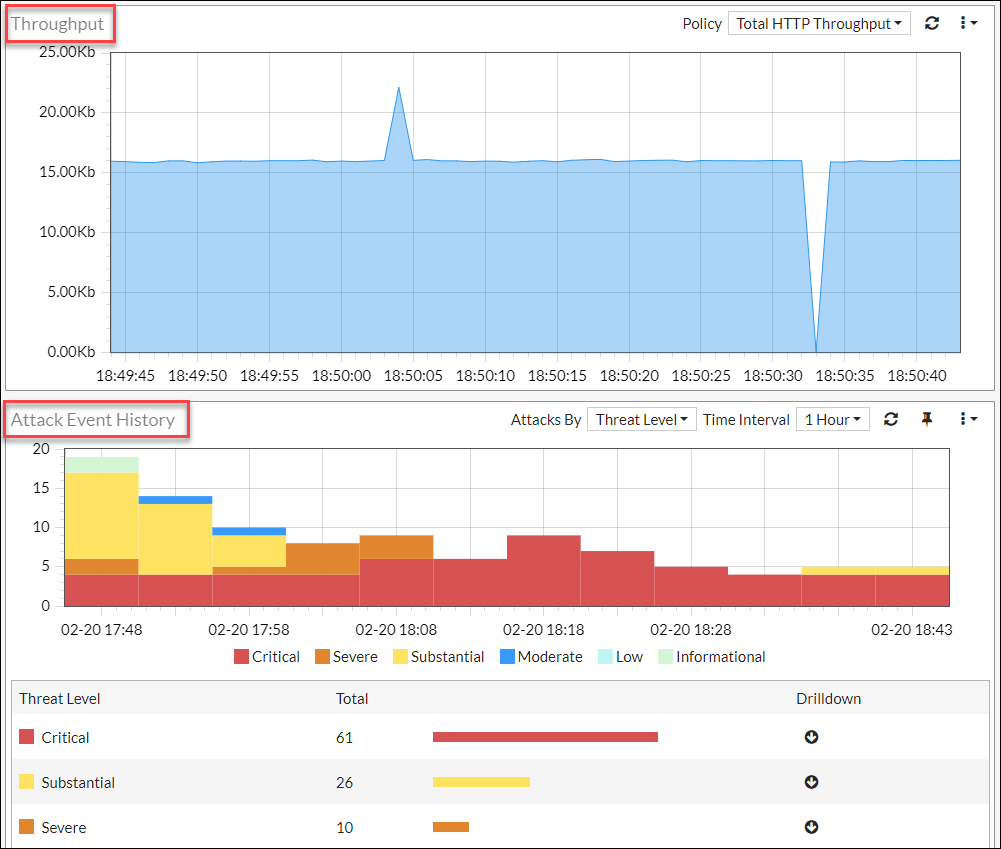 Throughput Policy Total HTTP Throughput
25.00Kb
20.00Kb
15.00Kb
10.00Kb
5.00Kb
0.00Kb
18:49:45 18:49:50 18:49:55 18:50:00 18:50:05 18:50:10 18:50:15 18:50:20 18:50:25 18:50:30 18:50:35 18:50:40
Attack Event History Attacks By Threat Level Time Interval 1 Hour
20
15
10
5
0
02-20 17:48 02-20 17:58 02-20 18:08 02-20 18:18 02-20 18:28 02-20 18:43
Critical Severe Substantial Moderate Low Informational
Threat Level Total Drilldown
Critical 61
Substantial 26
Severe 10